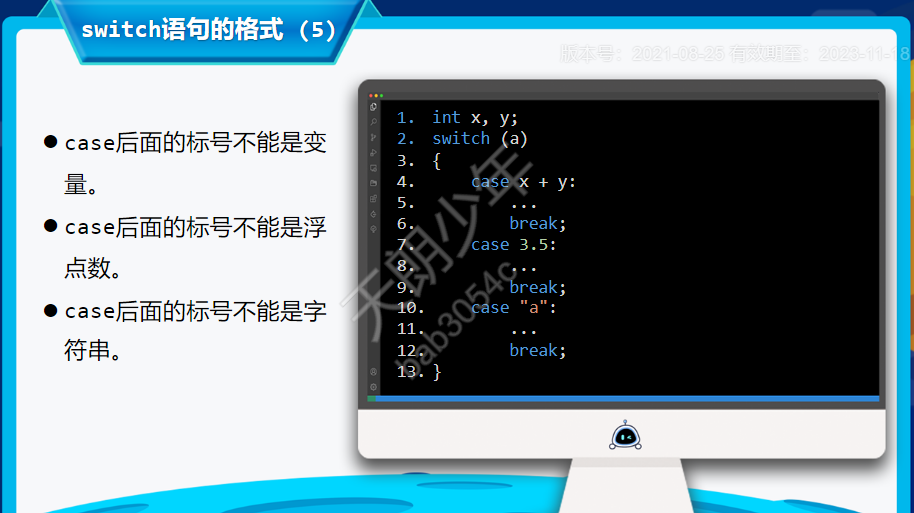 switch语句的格式（5）
版本号：2021-08-25 有效期至：2023-11-18
●case后面的标号不能是变
量。
●case后面的标号不能是浮
点数。
●case后面的标号不能是字
符串。
1. int x, y;
2. switch (a)
3. {
4. case x + y:
5. ...
6. break;
7. case 3.5:
8. ...
9. break;
10. case "a":
11. ...
12. break;
13. }
天朗少年
bab3054c